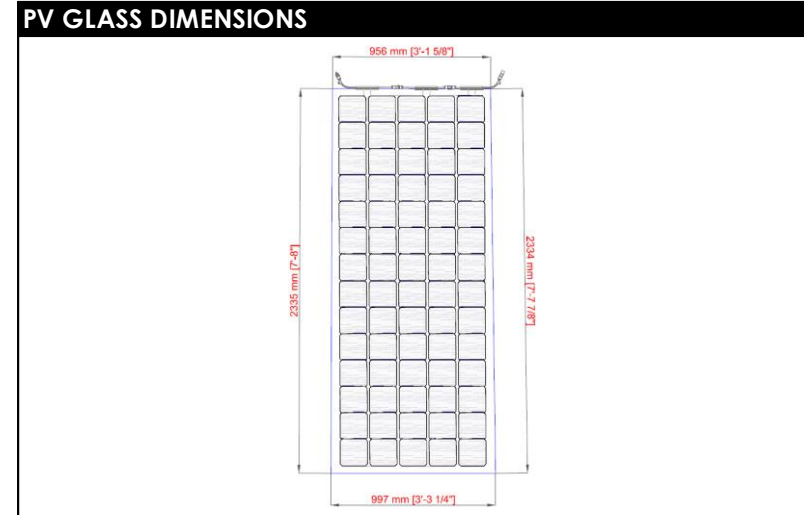 PV GLASS DIMENSIONS
956 mm [3'-1 5/8"]
2335 mm [7'-8"]
2334 mm [7'-7 7/8"]
997 mm [3'-3 1/4"]